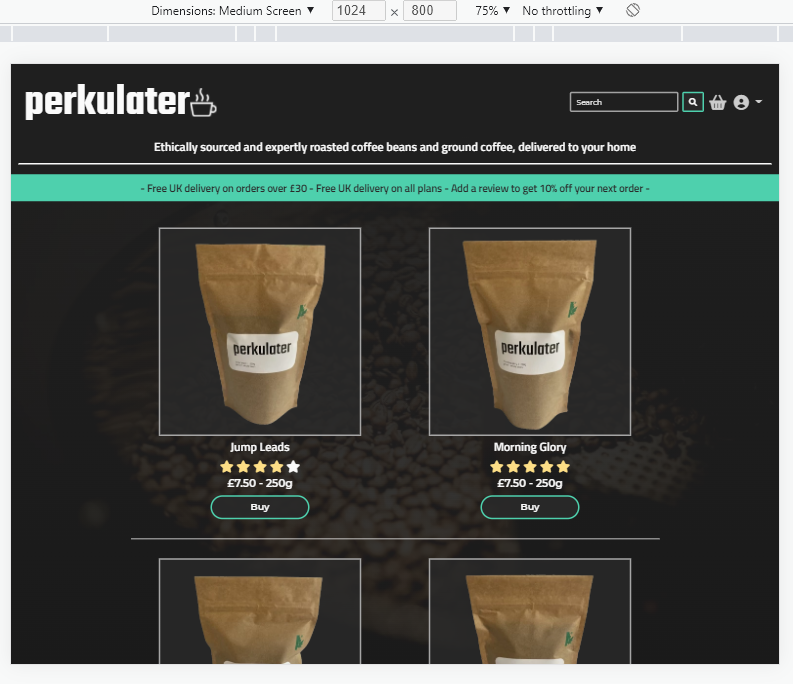 Dimensions: Medium Screen ▼ 1024 x 800 75% ▼ No throttling ▼
perkulater
Search
Ethically sourced and expertly roasted coffee beans and ground coffee, delivered to your home
- Free UK delivery on orders over £30 - Free UK delivery on all plans - Add a review to get 10% off your next order -
perkulater perkulater
Jump Leads Morning Glory
£7.50 - 250g £7.50 - 250g
Buy Buy